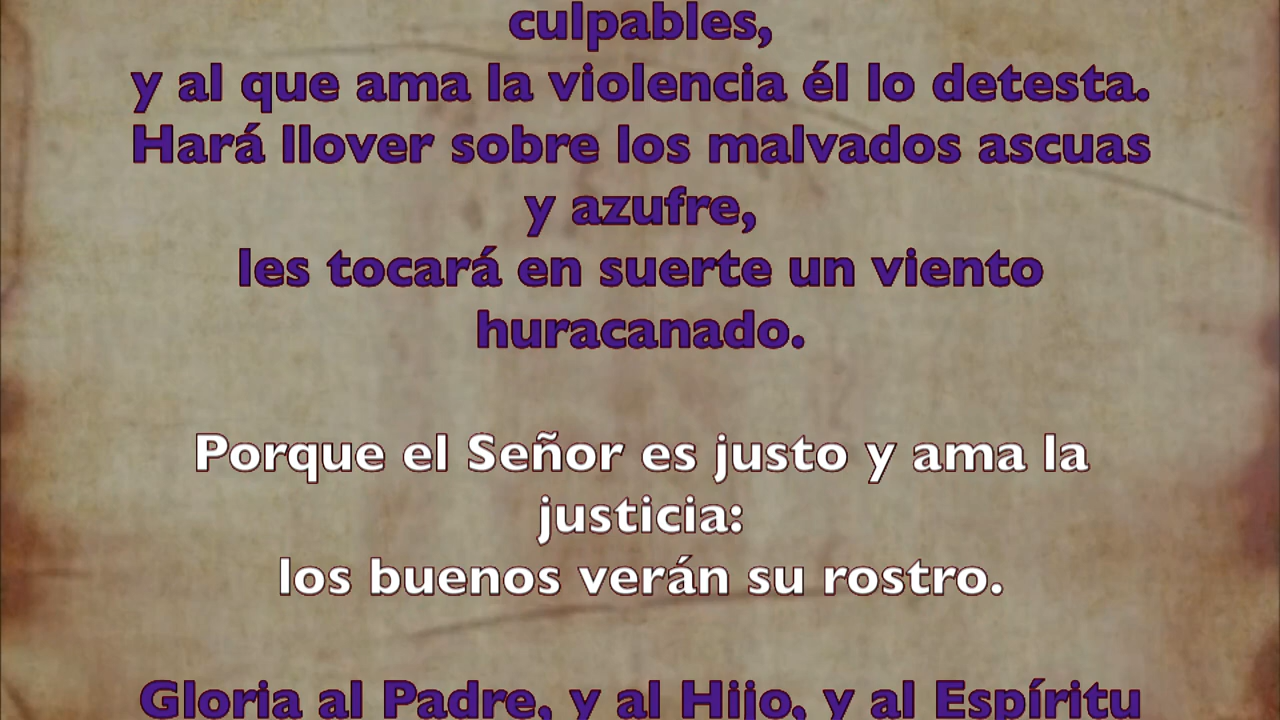 culpables,
y al que ama la violencia él lo detesta.
Hará llover sobre los malvados ascuas
y azufre,
les tocará en suerte un viento
huracanado.
Porque el Señor es justo y ama la
justicia:
los buenos verán su rostro.
Gloria al Padre, y al Hijo, y al Espíritu